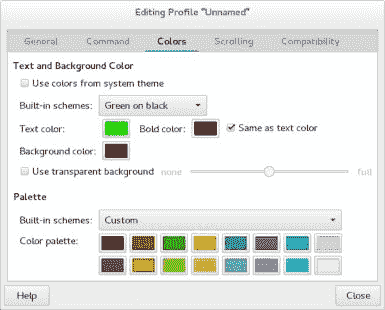 Editing Profile "Unnamed"
General Command Colors Scrolling Compatibility
Text and Background Color
Use colors from system theme
Built-in schemes: Green on black
Text color: Bold color: Same as text color
Background color:
Use transparent background none full
Palette
Built-in schemes: Custom
Color palette:
Help Close